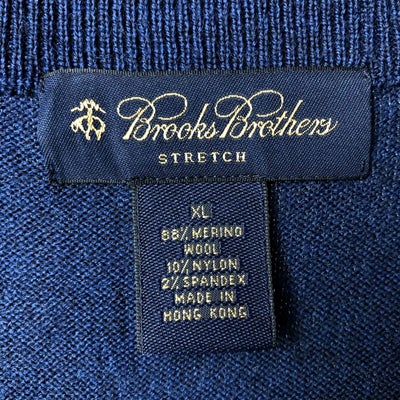 Brooks Brothers
STRETCH
XL
88% MERINO
WOOL
10% NYLON
2% SPANDEX
MADE IN
HONG KONG